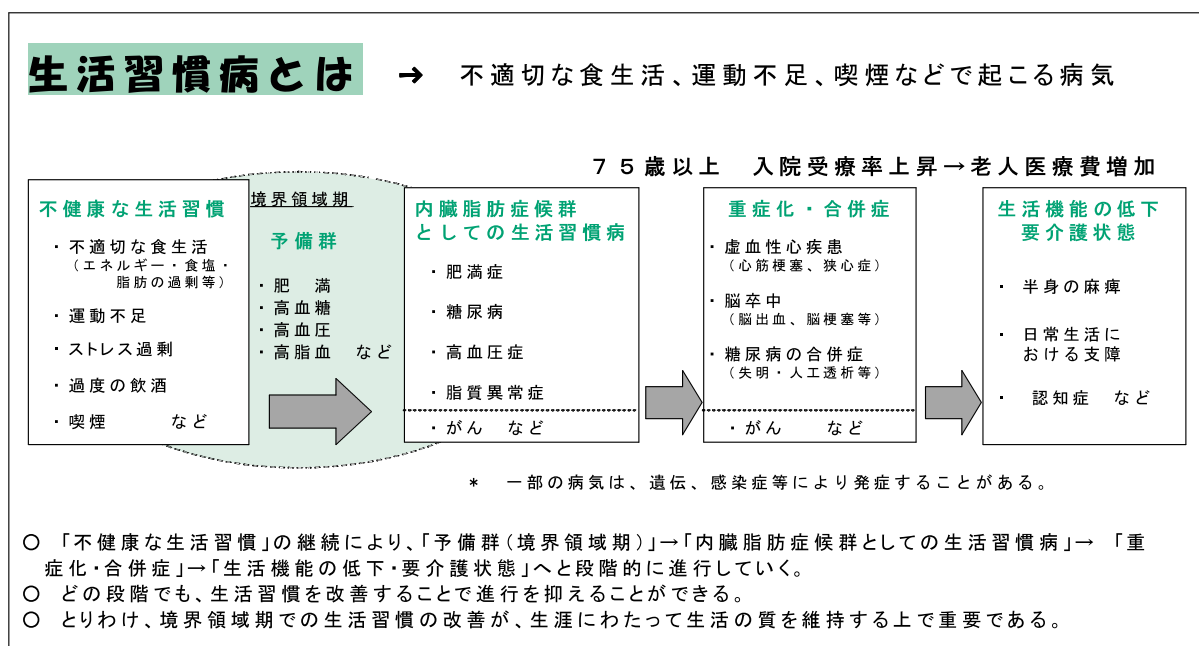 生活習慣病とは → 不適切な食生活、運動不足、喫煙などで起こる病気
75歳以上 入院受療率上昇→老人医療費増加
不健康な生活習慣
・不適切な食生活
(エネルギー・食塩・
脂肪の過剰等)
・運動不足
・ストレス過剰
・過度の飲酒
・喫煙 など
境界領域期
予備群
・肥 満
・高血糖
・高血圧
・高脂血 など
内臓脂肪症候群
としての生活習慣病
・肥満症
・糖尿病
・高血圧症
・脂質異常症
・がん など
重症化・合併症
・虚血性心疾患
(心筋梗塞、狭心症)
・脳卒中
(脳出血、脳梗塞等)
・糖尿病の合併症
(失明・人工透析等)
・がん など
生活機能の低下
要介護状態
・ 半身の麻痺
・ 日常生活に
おける支障
・ 認知症 など
* 一部の病気は、遺伝、感染症等により発症することがある。
○ 「不健康な生活習慣」の継続により、「予備群(境界領域期)」→「内臓脂肪症候群としての生活習慣病」→ 「重
症化・合併症」→「生活機能の低下・要介護状態」へと段階的に進行していく。
○ どの段階でも、生活習慣を改善することで進行を抑えることができる。
○ とりわけ、境界領域期での生活習慣の改善が、生涯にわたって生活の質を維持する上で重要である。